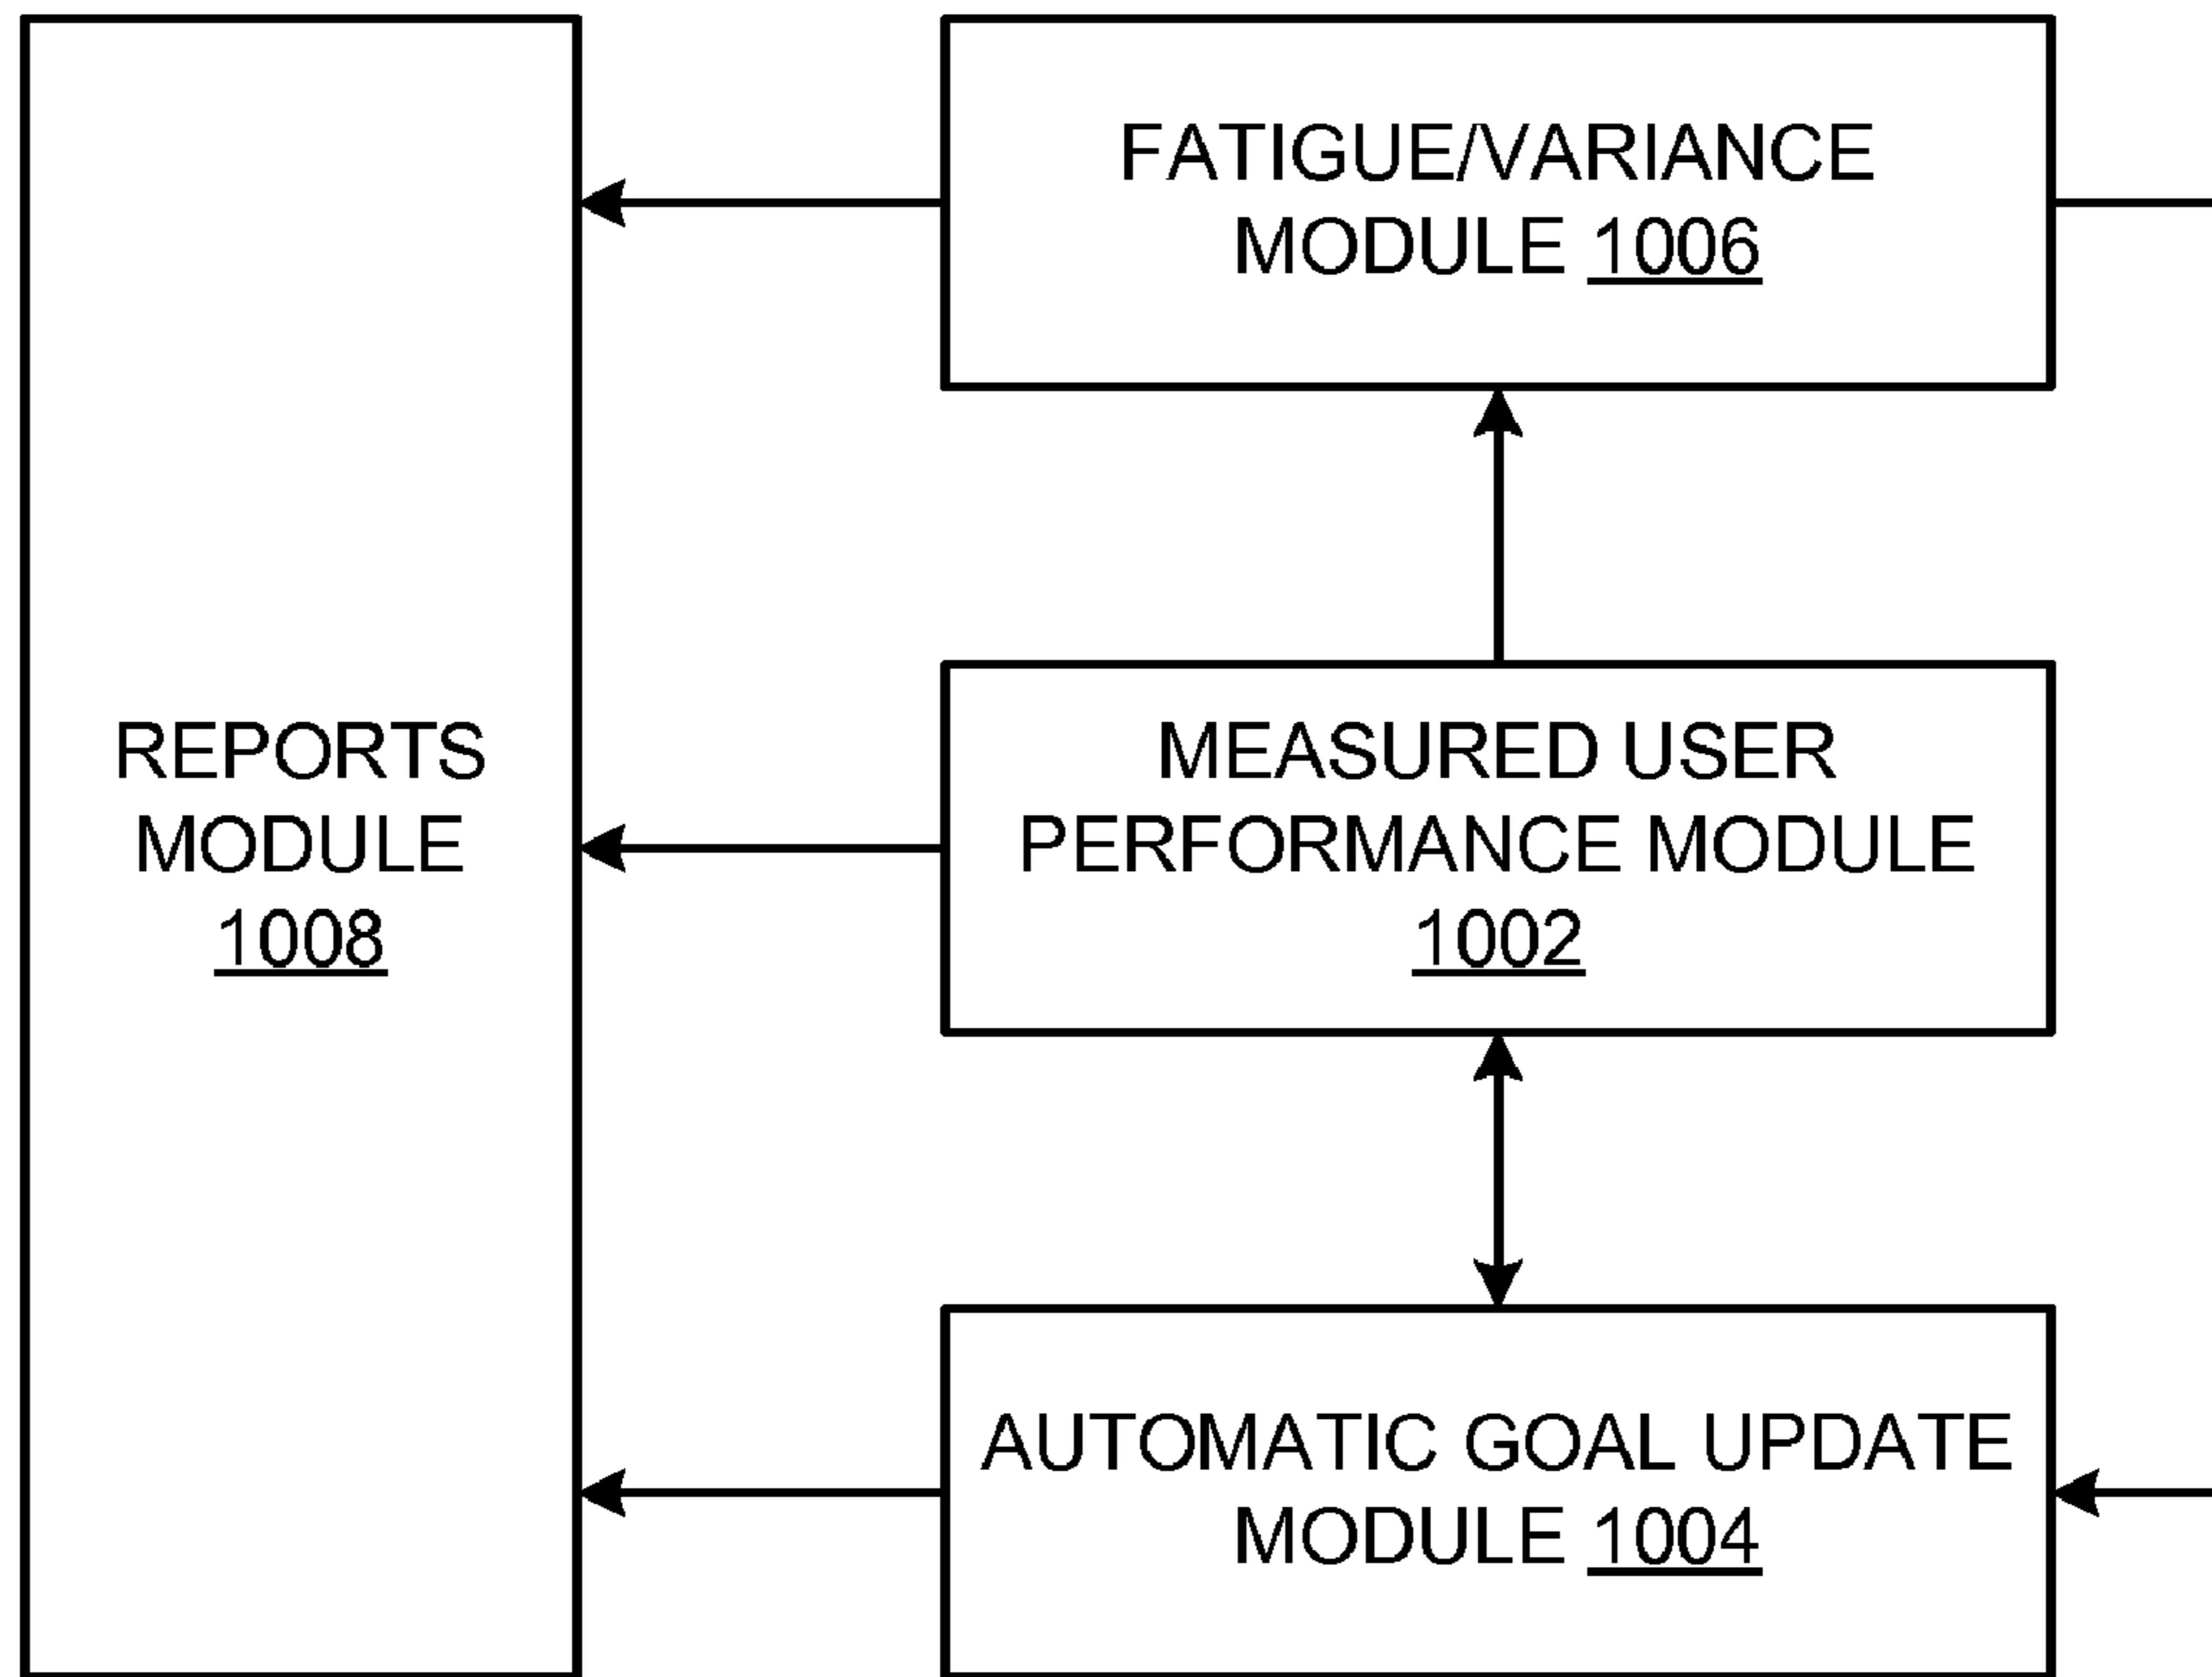 FATIGUE/VARIANCE
MODULE 1006
REPORTS
MODULE
1008
MEASURED USER
PERFORMANCE MODULE
1002
AUTOMATIC GOAL UPDATE
MODULE 1004